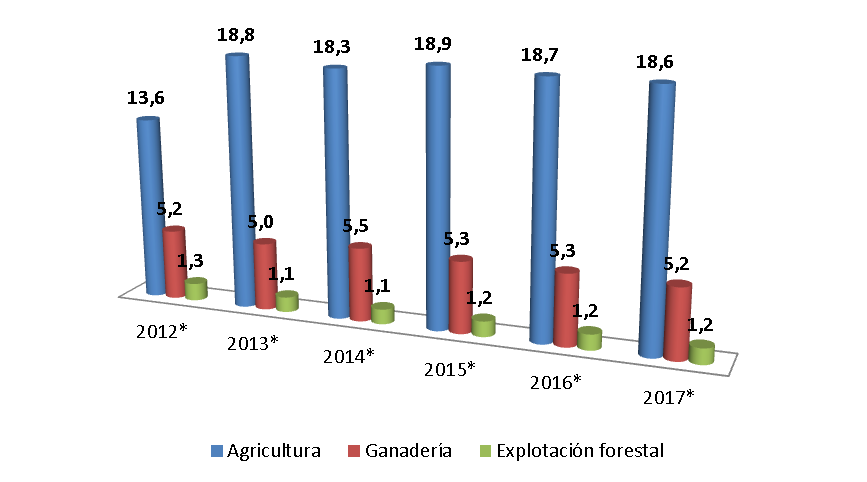 13,6 18,8 18,3 18,9 18,7 18,6
5,2 5,0 5,5 5,3 5,3 5,2
1,3 1,1 1,1 1,2 1,2 1,2
2012* 2013* 2014* 2015* 2016* 2017*
Agricultura Ganadería Explotación forestal